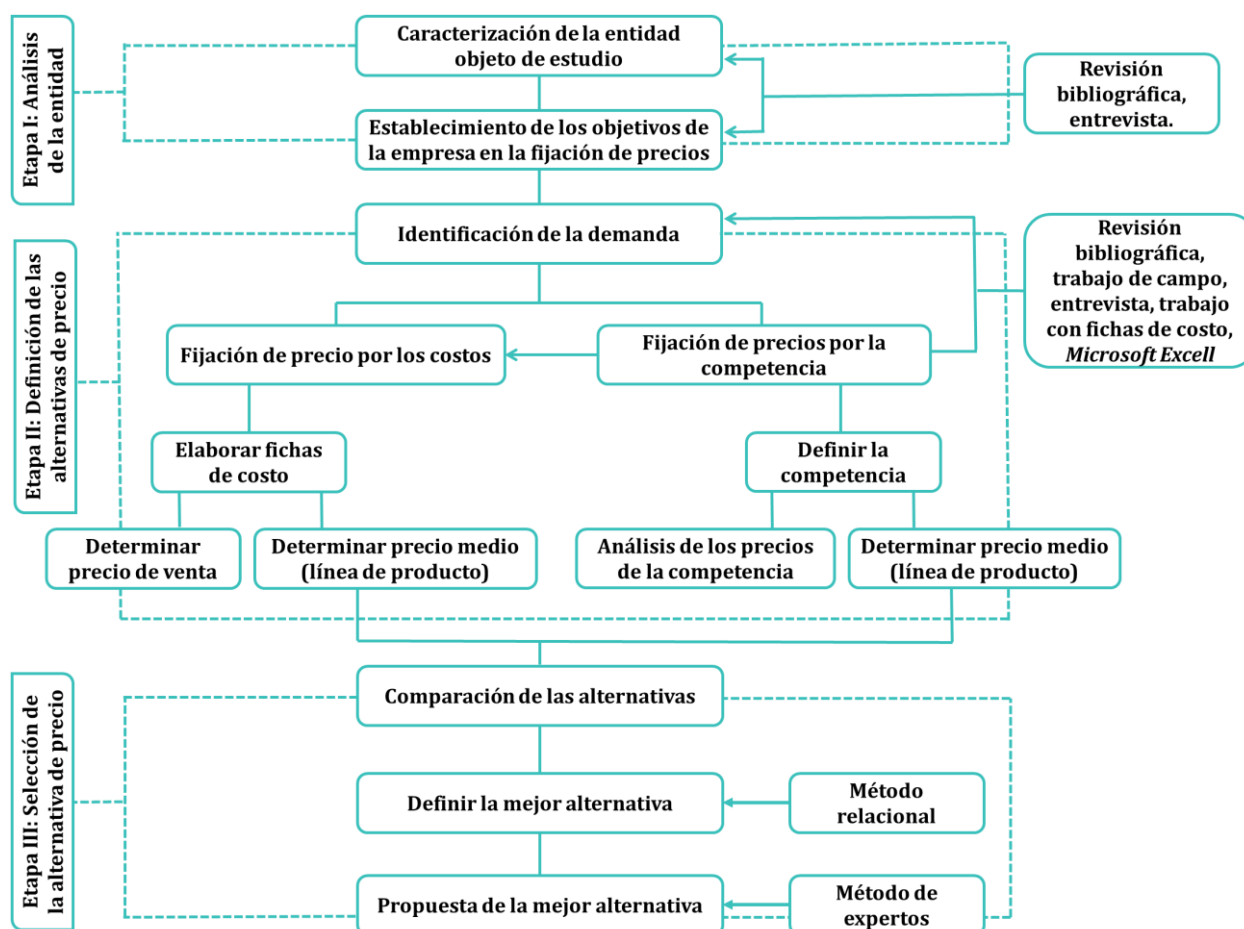 Etapa I: Análisis
de la entidad
Caracterización de la entidad
objeto de estudio
Establecimiento de los objetivos de
la empresa en la fijación de precios
Revisión
bibliográfica,
entrevista.
Etapa II: Definición de las
alternativas de precio
Identificación de la demanda
Revisión
bibliográfica,
trabajo de campo,
entrevista, trabajo
con fichas de costo,
Microsoft Excell
Fijación de precio por los costos
Fijación de precios por la
competencia
Elaborar fichas
de costo
Definir la
competencia
Determinar
precio de venta
Determinar precio medio
(línea de producto)
Análisis de los precios
de la competencia
Determinar precio medio
(línea de producto)
Etapa III: Selección de
la alternativa de precio
Comparación de las alternativas
Definir la mejor alternativa
Método
relacional
Propuesta de la mejor alternativa
Método de
expertos